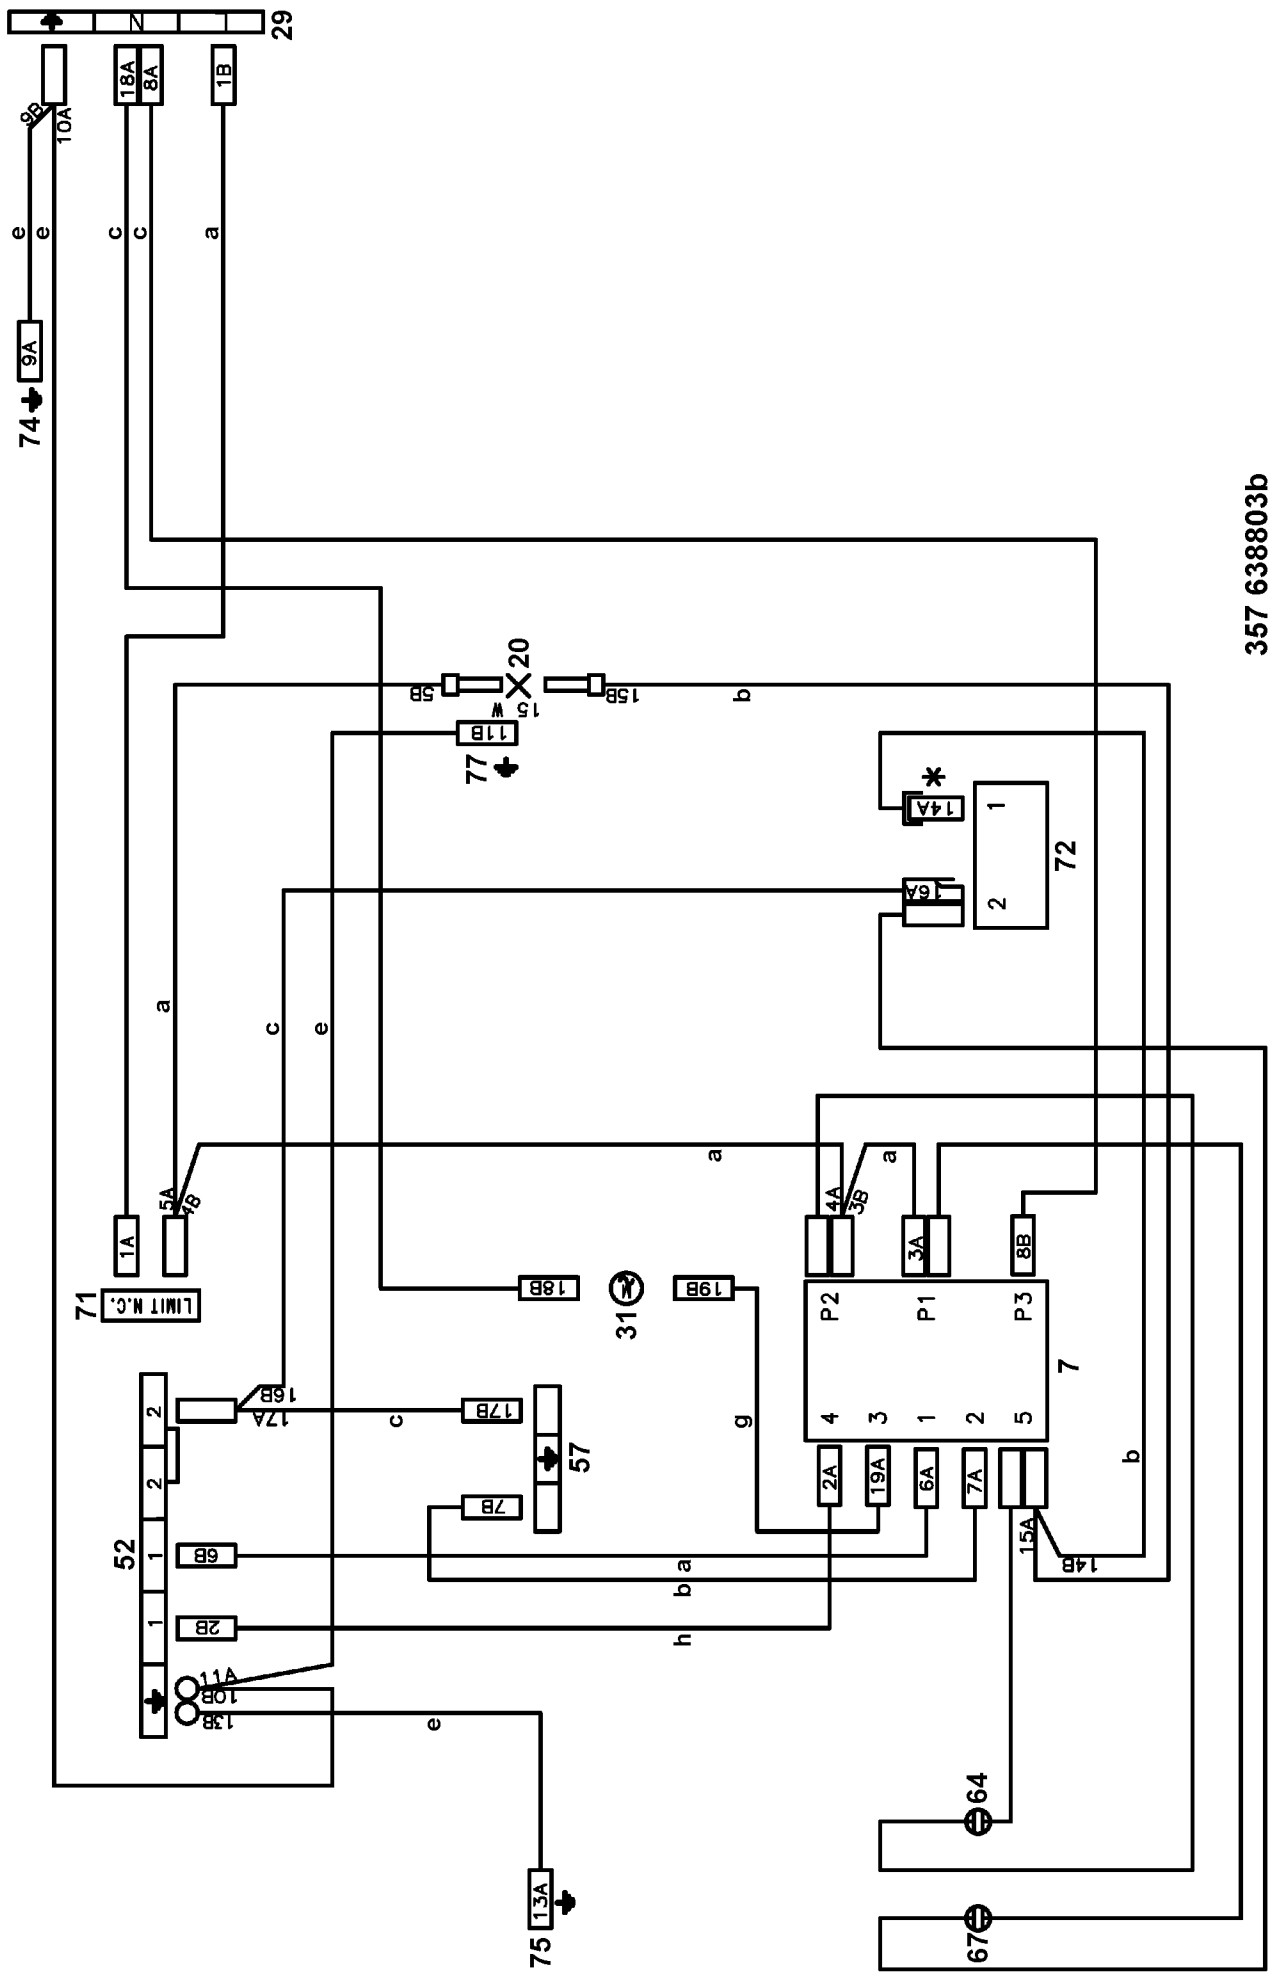 29
N
L
18A
8A
1B
9B
10A
e
e
c
c
a
9A
74
357 638803b
20
5B
15 W
15B
b
11B
77
14A
*
1
72
16A
2
a
c
e
a
a
5A
4B
4A
3B
1A
3A
8B
71
LIMIT N.C.
18B
31
M
19B
P2
P1
P3
7
16B
17A
c
17B
2
2
57
g
4
3
1
2
5
2A
19A
6A
7A
b
52
1
1
6B
7B
15A
14B
a
b
2B
h
11A
10B
13B
e
64
67
75
13A